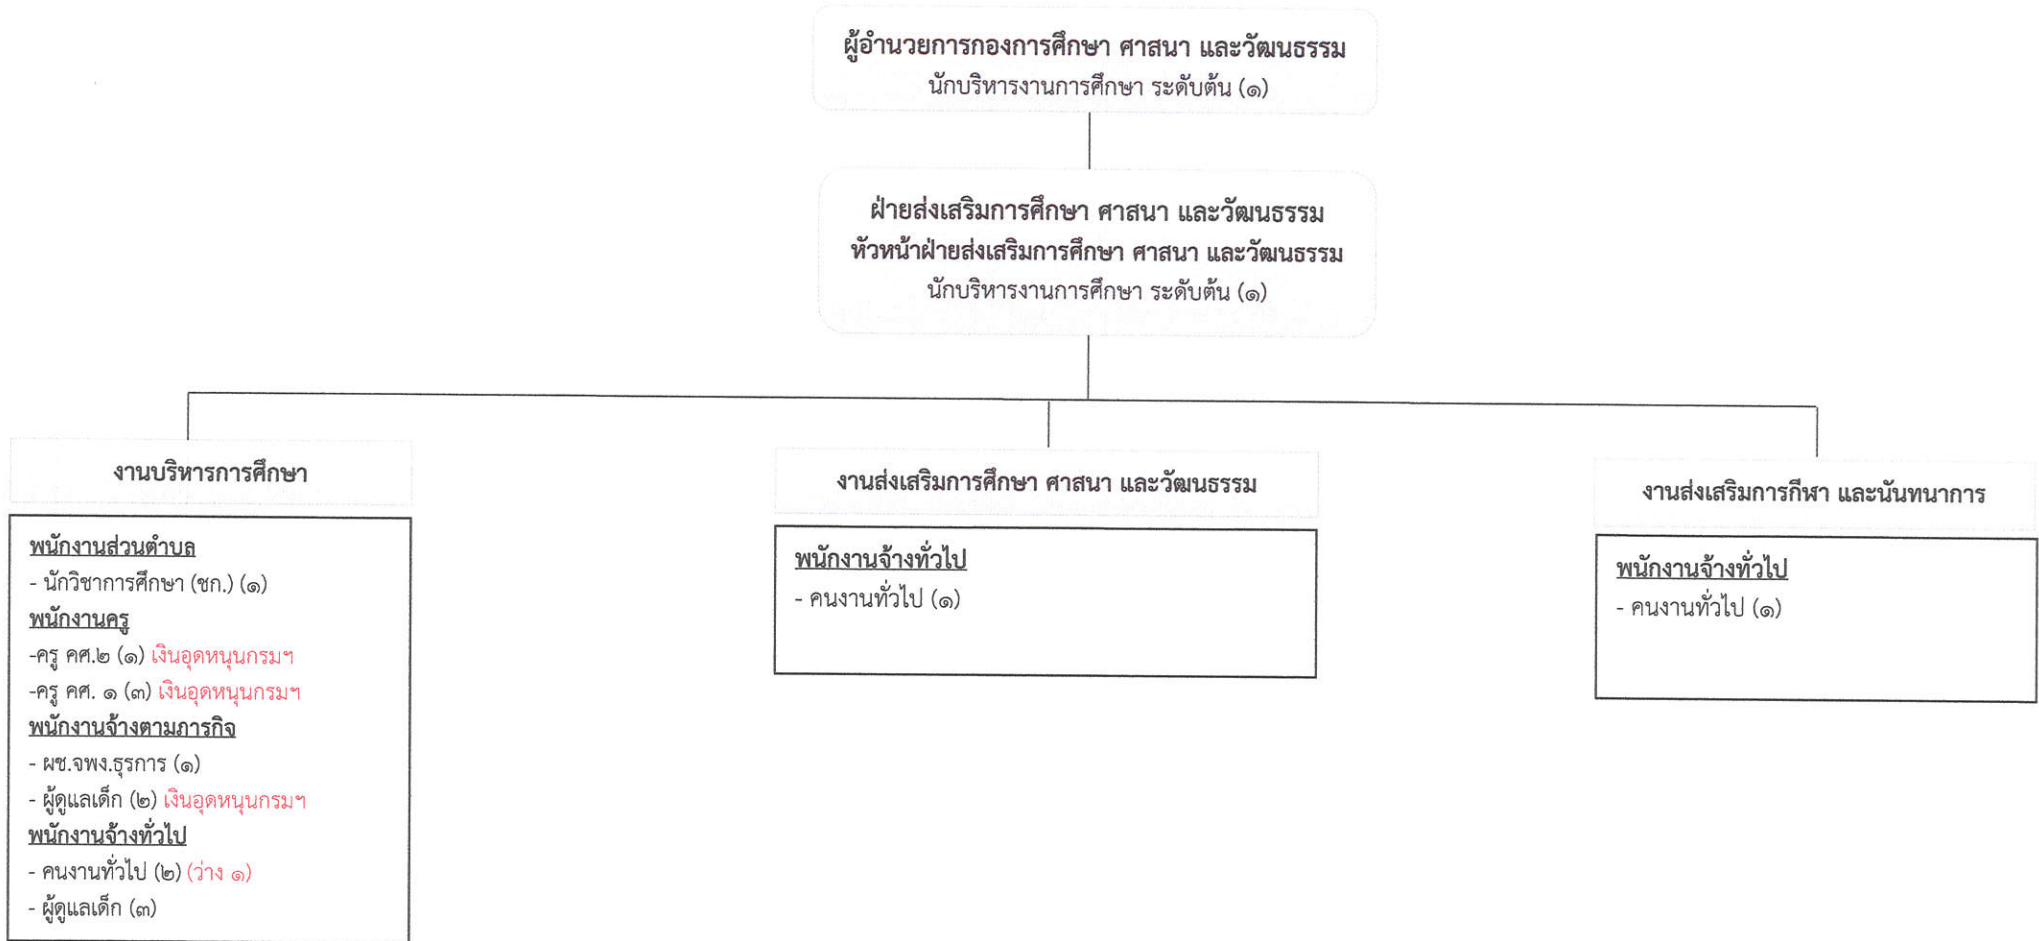 ผู้อำนวยการกองการศึกษา ศาสนา และวัฒนธรรม
นักบริหารงานการศึกษา ระดับต้น (๑)
ฝ่ายส่งเสริมการศึกษา ศาสนา และวัฒนธรรม
หัวหน้าฝ่ายส่งเสริมการศึกษา ศาสนา และวัฒนธรรม
นักบริหารงานการศึกษา ระดับต้น (๑)
งานบริหารการศึกษา
พนักงานส่วนตำบล
- นักวิชาการศึกษา (ชก.) (๑)
พนักงานครู
-ครู คศ.๒ (๑) เงินอุดหนุนกรมฯ
-ครู คศ. ๑ (๓) เงินอุดหนุนกรมฯ
พนักงานจ้างตามภารกิจ
- ผช.จพง.ธุรการ (๑)
- ผู้ดูแลเด็ก (๒) เงินอุดหนุนกรมฯ
พนักงานจ้างทั่วไป
- คนงานทั่วไป (๒) (ว่าง ๑)
- ผู้ดูแลเด็ก (๓)
งานส่งเสริมการศึกษา ศาสนา และวัฒนธรรม
พนักงานจ้างทั่วไป
- คนงานทั่วไป (๑)
งานส่งเสริมการกีฬา และนันทนาการ
พนักงานจ้างทั่วไป
- คนงานทั่วไป (๑)